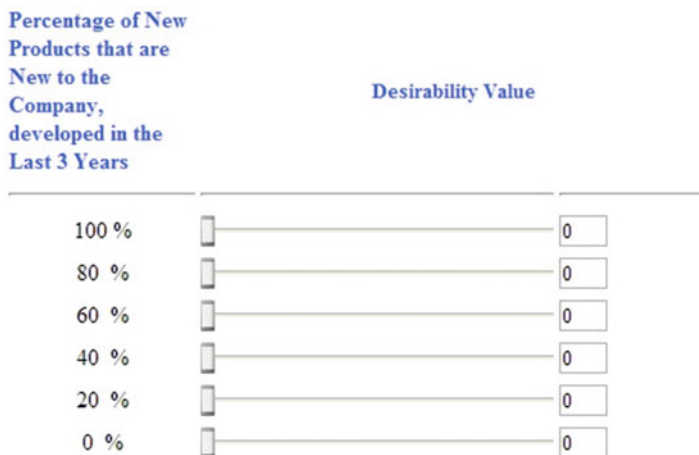 Percentage of New
Products that are
New to the
Company,
developed in the
Last 3 Years
Desirability Value
100 % 0
80 % 0
60 % 0
40 % 0
20 % 0
0 % 0